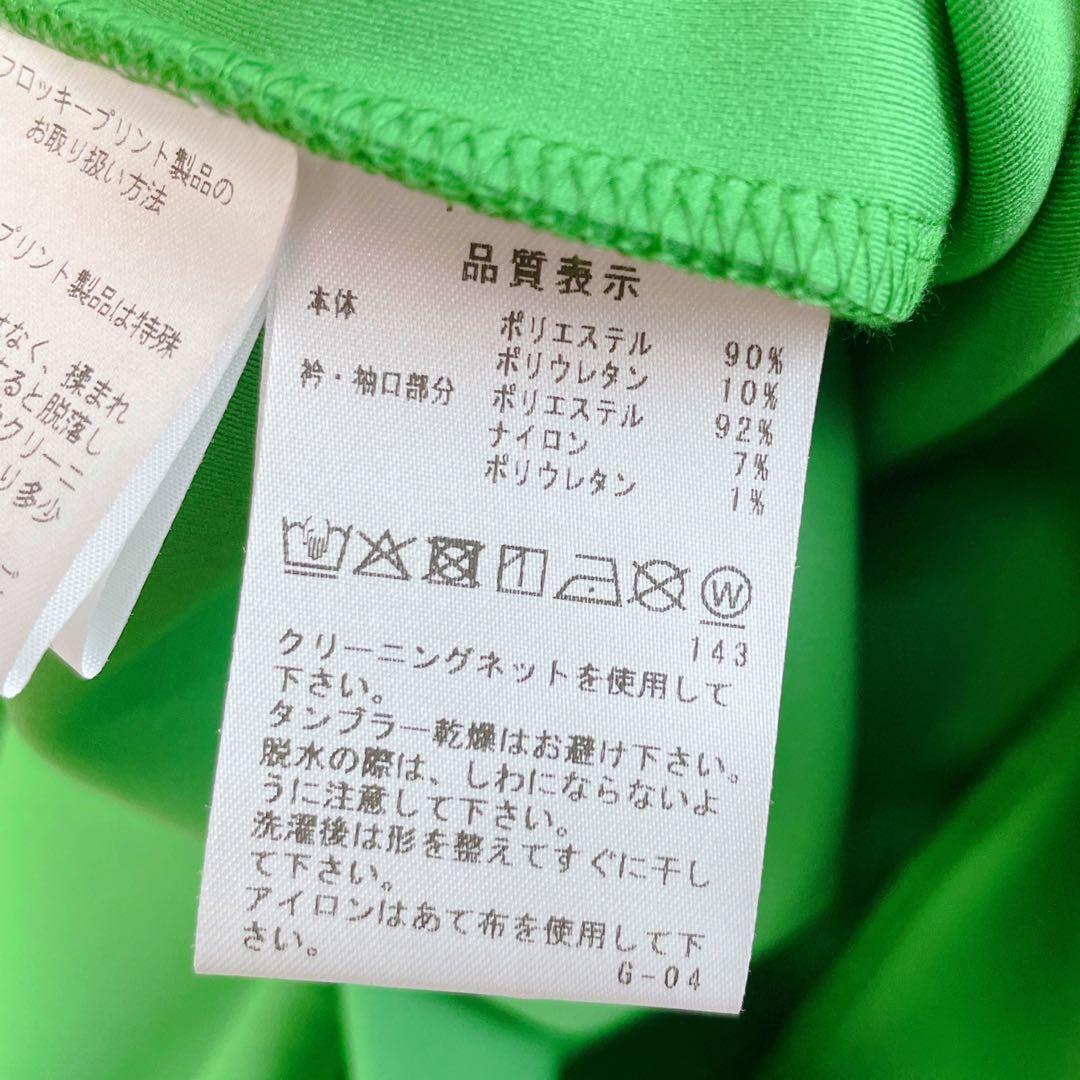 フロッキープリント製品の
お取り扱い方法
プリント製品は特殊
なく、揉まれ
すると脱落し
クリーニ
り多少
品質表示
本体 ポリエステル 90%
ポリウレタン 10%
衿・袖口部分 ポリエステル 92%
ナイロン 7%
ポリウレタン 1%
W
143
クリーニングネットを使用して
下さい。
タンブラー乾燥はお避け下さい。
脱水の際は、しわにならないよ
うに注意して下さい。
洗濯後は形を整えてすぐに干し
て下さい。
アイロンはあて布を使用して下
さい。
G-04